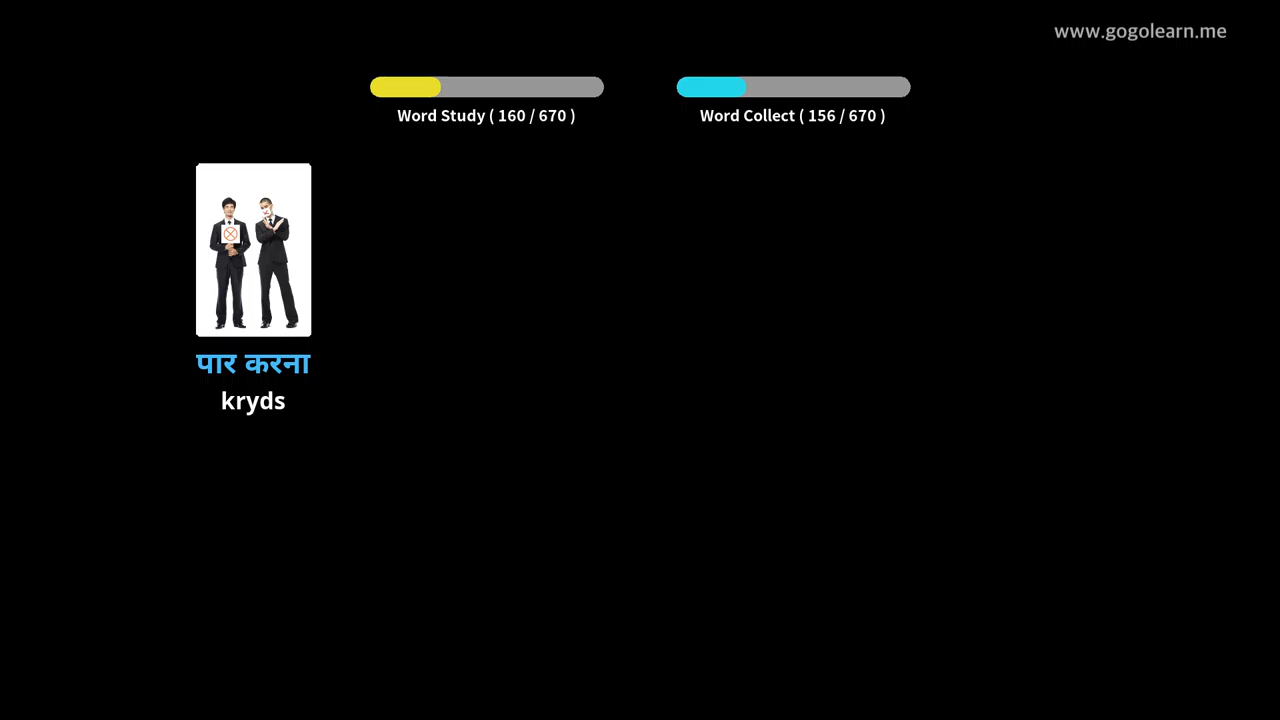 www.gogolearn.me
Word Study ( 160 / 670 )
Word Collect ( 156 / 670 )
पार करना
kryds